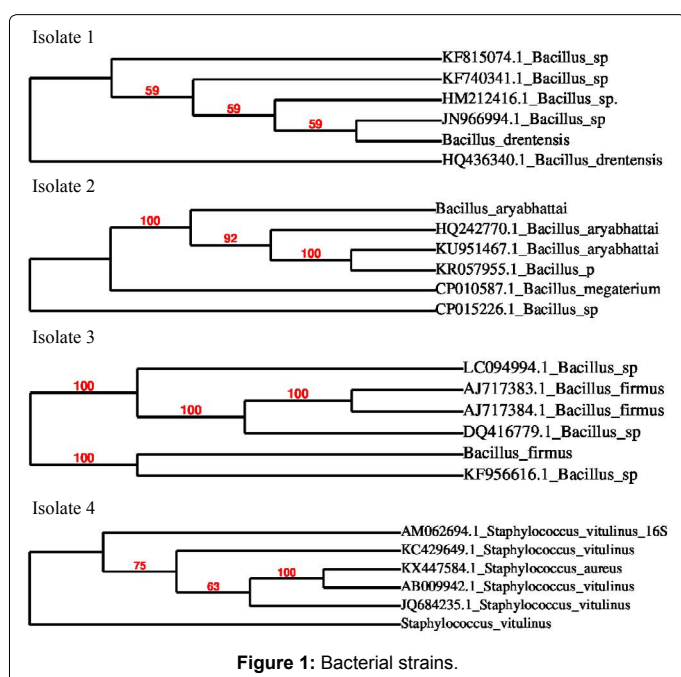 Isolate 1
KF815074.1_Bacillus_sp
KF740341.1_Bacillus_sp
59
HM212416.1_Bacillus_sp.
59
JN966994.1_Bacillus_sp
59
Bacillus_drentensis
HQ436340.1_Bacillus_drentensis
Isolate 2
Bacillus_aryabhattai
100
HQ242770.1_Bacillus_aryabhattai
92
KU951467.1_Bacillus_aryabhattai
100
KR057955.1_Bacillus_p
CP010587.1_Bacillus_megaterium
CP015226.1_Bacillus_sp
Isolate 3
LC094994.1_Bacillus_sp
100
100
AJ717383.1_Bacillus_firmus
AJ717384.1_Bacillus_firmus
100
DQ416779.1_Bacillus_sp
Bacillus_firmus
100
KF956616.1_Bacillus_sp
Isolate 4
AM062694.1_Staphylococcus_vitulinus_16S
KC429649.1_Staphylococcus_vitulinus
75
KX447584.1_Staphylococcus_aureus
100
AB009942.1_Staphylococcus_vitulinus
63
JQ684235.1_Staphylococcus_vitulinus
Staphylococcus_vitulinus
Figure 1: Bacterial strains.